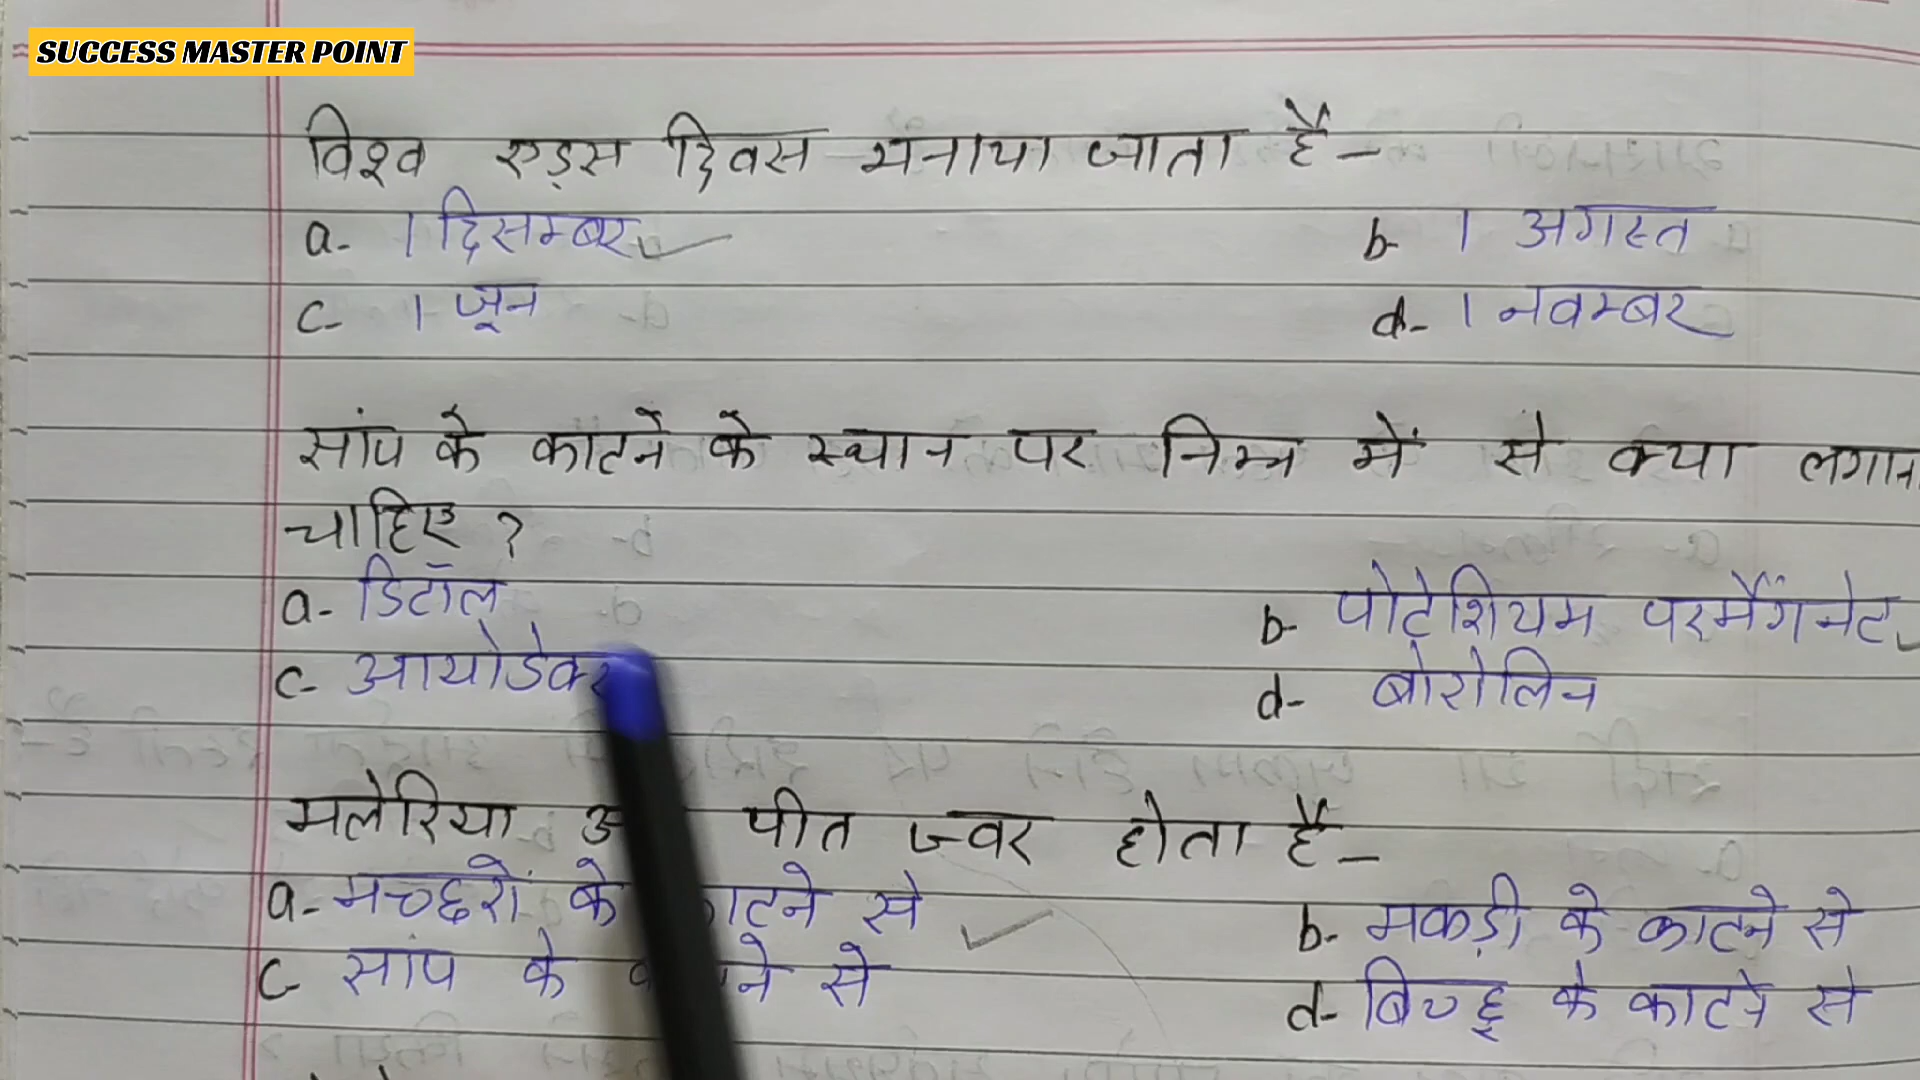 SUCCESS MASTER POINT
विश्व एड्स दिवस मनाया जाता है -
a- 1 दिसम्बर b- 1 अगस्त
c- 1 जून d- 1 नवम्बर
सांप के काटने के स्थान पर निम्न में से क्या लगाना
चाहिए ?
a- डिटॉल b- पोटेशियम परमैंगनेट
c- d- बोरोलिन
मलेरिया पीत ज्वर होता है -
a- मच्छरों के से b- मकड़ी के काटने से
c- सांप के से d- बिच्छू के काटने से